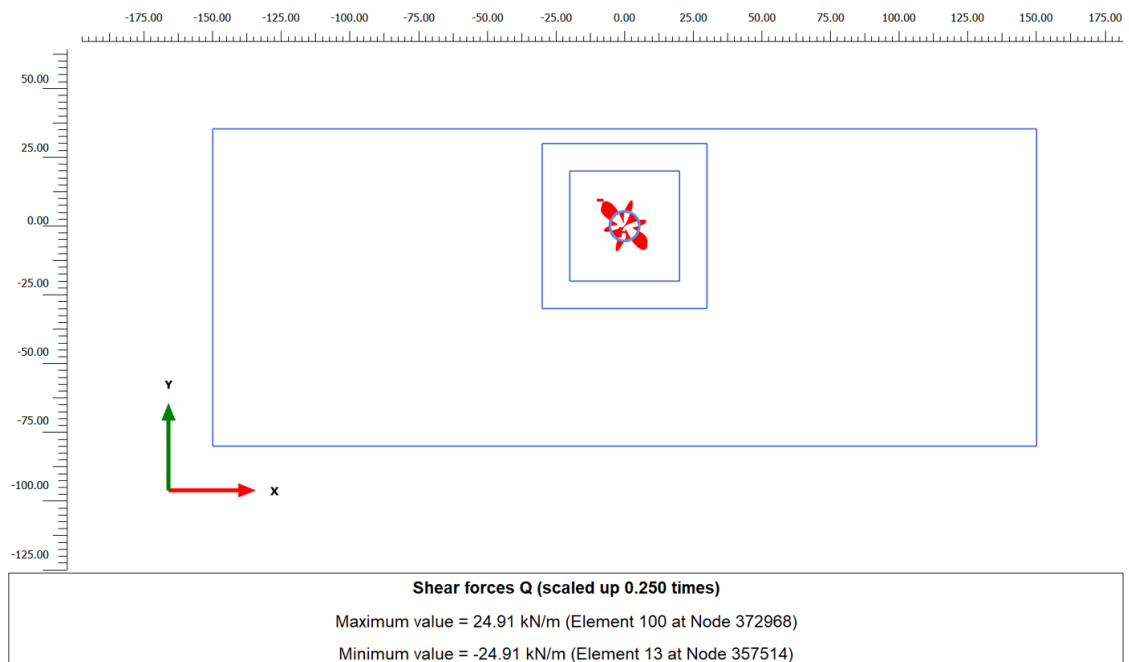 -175.00 -150.00 -125.00 -100.00 -75.00 -50.00 -25.00 0.00 25.00 50.00 75.00 100.00 125.00 150.00 175.00
50.00
25.00
0.00
-25.00
-50.00
Y
-75.00
-100.00
X
-125.00
Shear forces Q (scaled up 0.250 times)
Maximum value = 24.91 kN/m (Element 100 at Node 372968)
Minimum value = -24.91 kN/m (Element 13 at Node 357514)